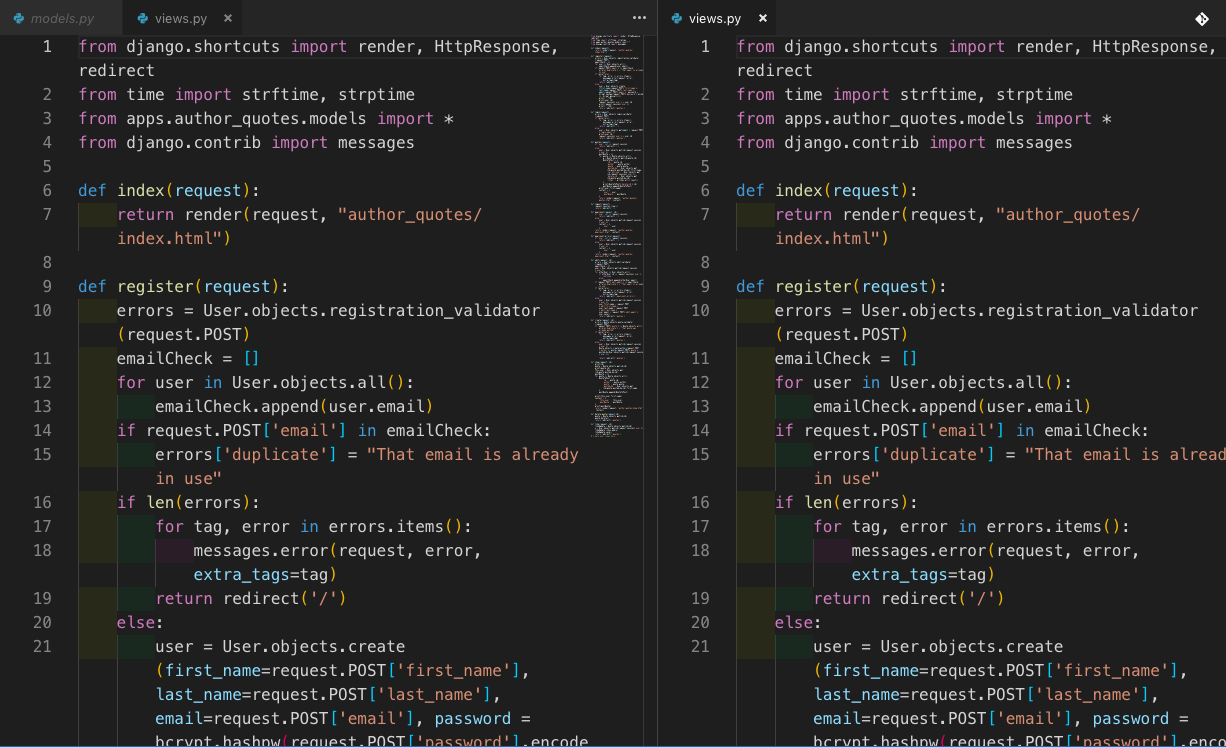 models.py
views.py ×
...
1 from django.shortcuts import render, HttpResponse,
redirect
2 from time import strftime, strptime
3 from apps.author_quotes.models import *
4 from django.contrib import messages
5
6 def index(request):
7 return render(request, "author_quotes/
index.html")
8
9 def register(request):
10 errors = User.objects.registration_validator
(request.POST)
11 emailCheck = []
12 for user in User.objects.all():
13 emailCheck.append(user.email)
14 if request.POST['email'] in emailCheck:
15 errors['duplicate'] = "That email is already
in use"
16 if len(errors):
17 for tag, error in errors.items():
18 messages.error(request, error,
extra_tags=tag)
19 return redirect('/')
20 else:
21 user = User.objects.create
(first_name=request.POST['first_name'],
last_name=request.POST['last_name'],
email=request.POST['email'], password =
bcrypt.hashpw(request.POST['password'].encode
views.py ×
1 from django.shortcuts import render, HttpResponse,
redirect
2 from time import strftime, strptime
3 from apps.author_quotes.models import *
4 from django.contrib import messages
5
6 def index(request):
7 return render(request, "author_quotes/
index.html")
8
9 def register(request):
10 errors = User.objects.registration_validator
(request.POST)
11 emailCheck = []
12 for user in User.objects.all():
13 emailCheck.append(user.email)
14 if request.POST['email'] in emailCheck:
15 errors['duplicate'] = "That email is alread
in use"
16 if len(errors):
17 for tag, error in errors.items():
18 messages.error(request, error,
extra_tags=tag)
19 return redirect('/')
20 else:
21 user = User.objects.create
(first_name=request.POST['first_name'],
last_name=request.POST['last_name'],
email=request.POST['email'], password =
bcrypt.hashpw(request.POST['password'].enco